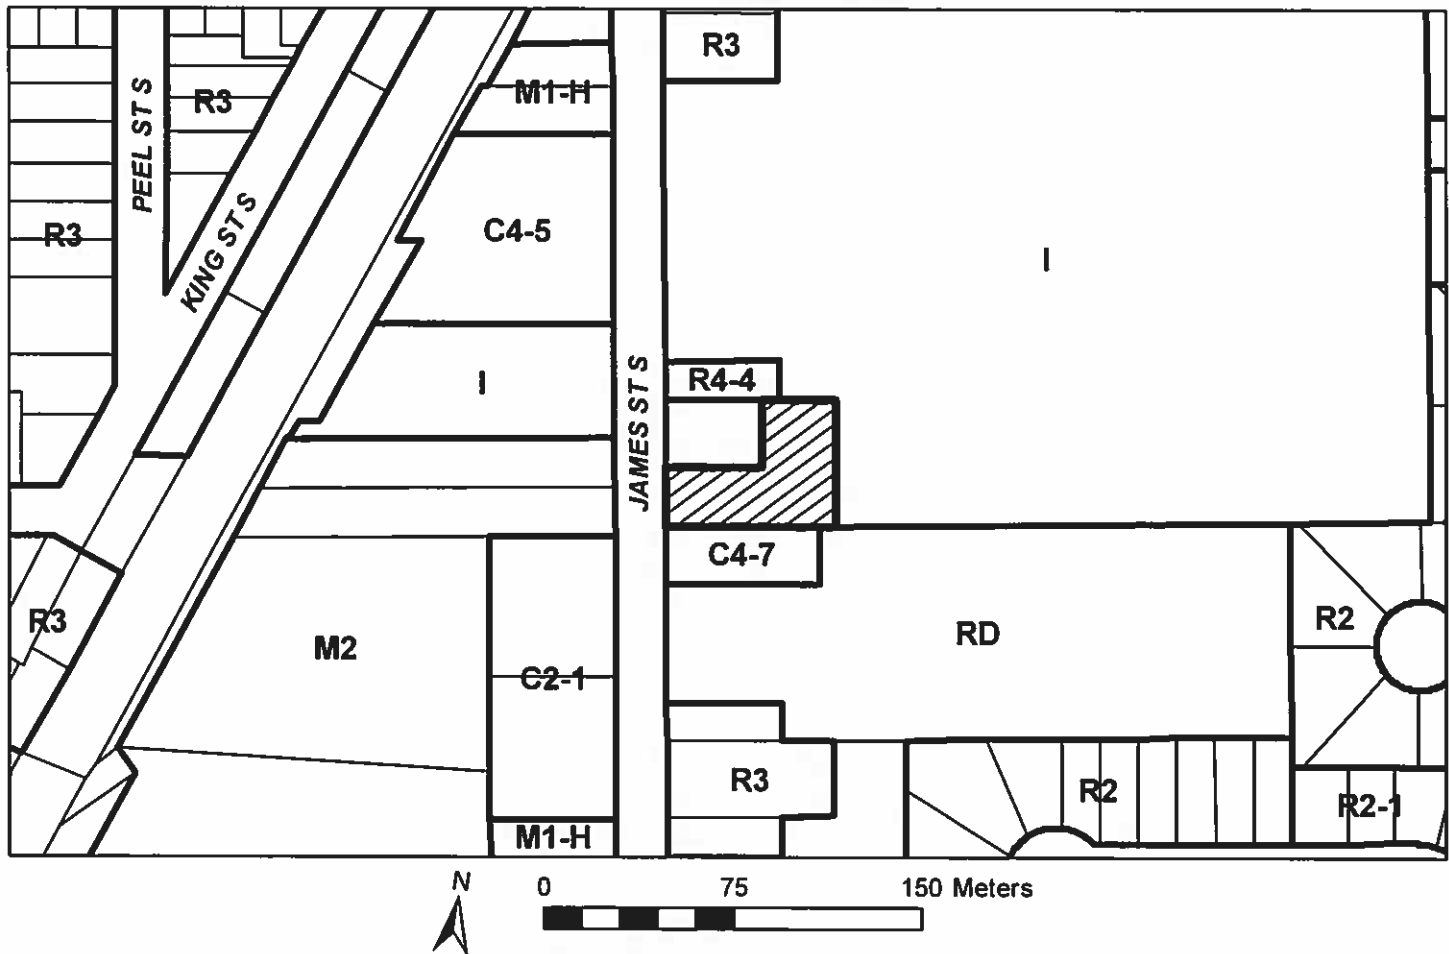 R3
M1-H
R3
PEEL ST S
C4-5
R3
KING ST S
I
I
R4-4
JAMES ST S
C4-7
R3
M2
RD
R2
C2-1
R3
R2
R2-1
M1-H
N
0 75 150 Meters